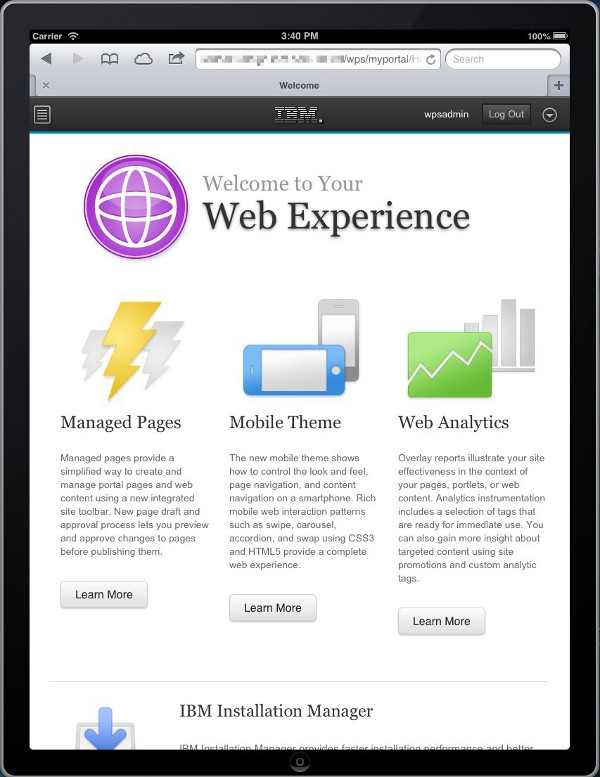 Carrier
3:40 PM
100%
/wps/myportal/H
Search
Welcome
IBM.
wpsadmin
Log Out
Welcome to Your
Web Experience
Managed Pages
Managed pages provide a
simplified way to create and
manage portal pages and web
content using a new integrated
site toolbar. New page draft and
approval process lets you preview
and approve changes to pages
before publishing them.
Learn More
Mobile Theme
The new mobile theme shows
how to control the look and feel,
page navigation, and content
navigation on a smartphone. Rich
mobile web interaction patterns
such as swipe, carousel,
accordion, and swap using CSS3
and HTML5 provide a complete
web experience.
Learn More
Web Analytics
Overlay reports illustrate your site
effectiveness in the context of
your pages, portlets, or web
content. Analytics instrumentation
includes a selection of tags that
are ready for immediate use. You
can also gain more insight about
targeted content using site
promotions and custom analytic
tags.
Learn More
IBM Installation Manager
IBM Installation Manager provides faster installation performance and better